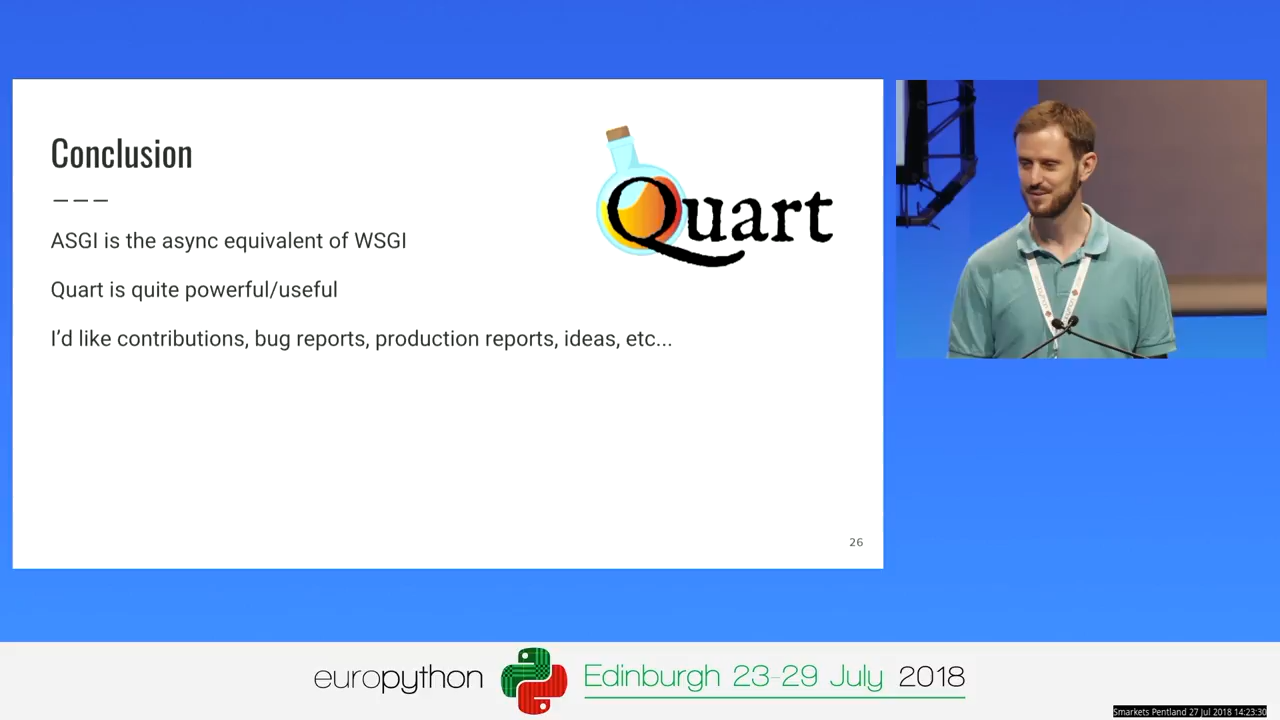 Conclusion
ASGI is the async equivalent of WSGI
Quart is quite powerful/useful
I'd like contributions, bug reports, production reports, ideas, etc...
Quart
26
europython
Edinburgh 23-29 July 2018
Smarkets Pentland 27 Jul 2018 14:23:30